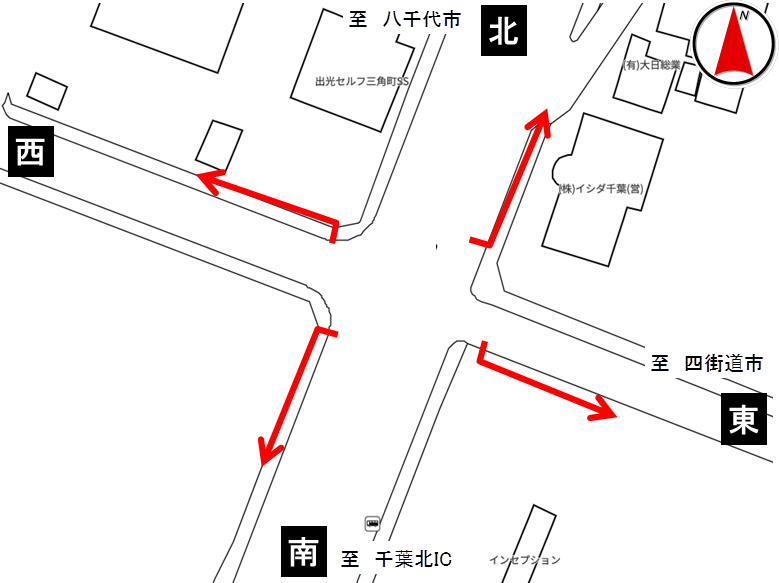 至　八千代市
北
N
(有)大日総業
出光セルフ三角町SS
西
(株)イシダ千葉(営)
至　四街道市
東
南
至　千葉北IC
インセプション